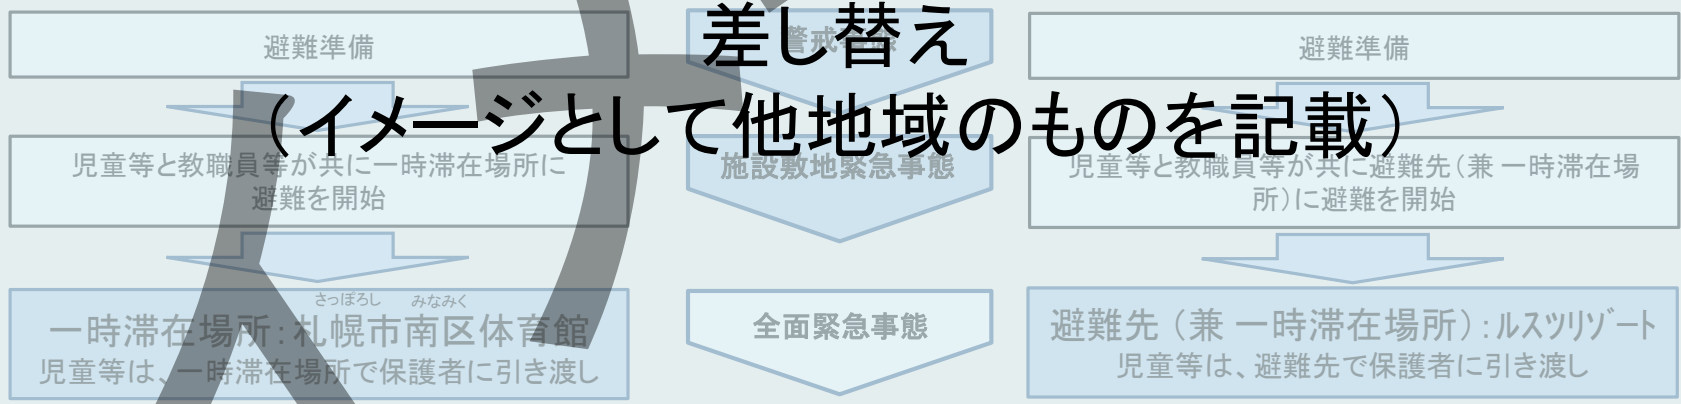 差し替え
（イメージとして他地域のものを記載）
避難準備
児童等と教職員等が共に一時滞在場所に
避難を開始
さっぽろし みなみく
一時滞在場所：札幌市南区体育館
児童等は、一時滞在場所で保護者に引き渡し
警戒事態
施設敷地緊急事態
全面緊急事態
避難準備
児童等と教職員等が共に避難先（兼 一時滞在場
所）に避難を開始
避難先（兼 一時滞在場所）：ルスツリゾート
児童等は、避難先で保護者に引き渡し